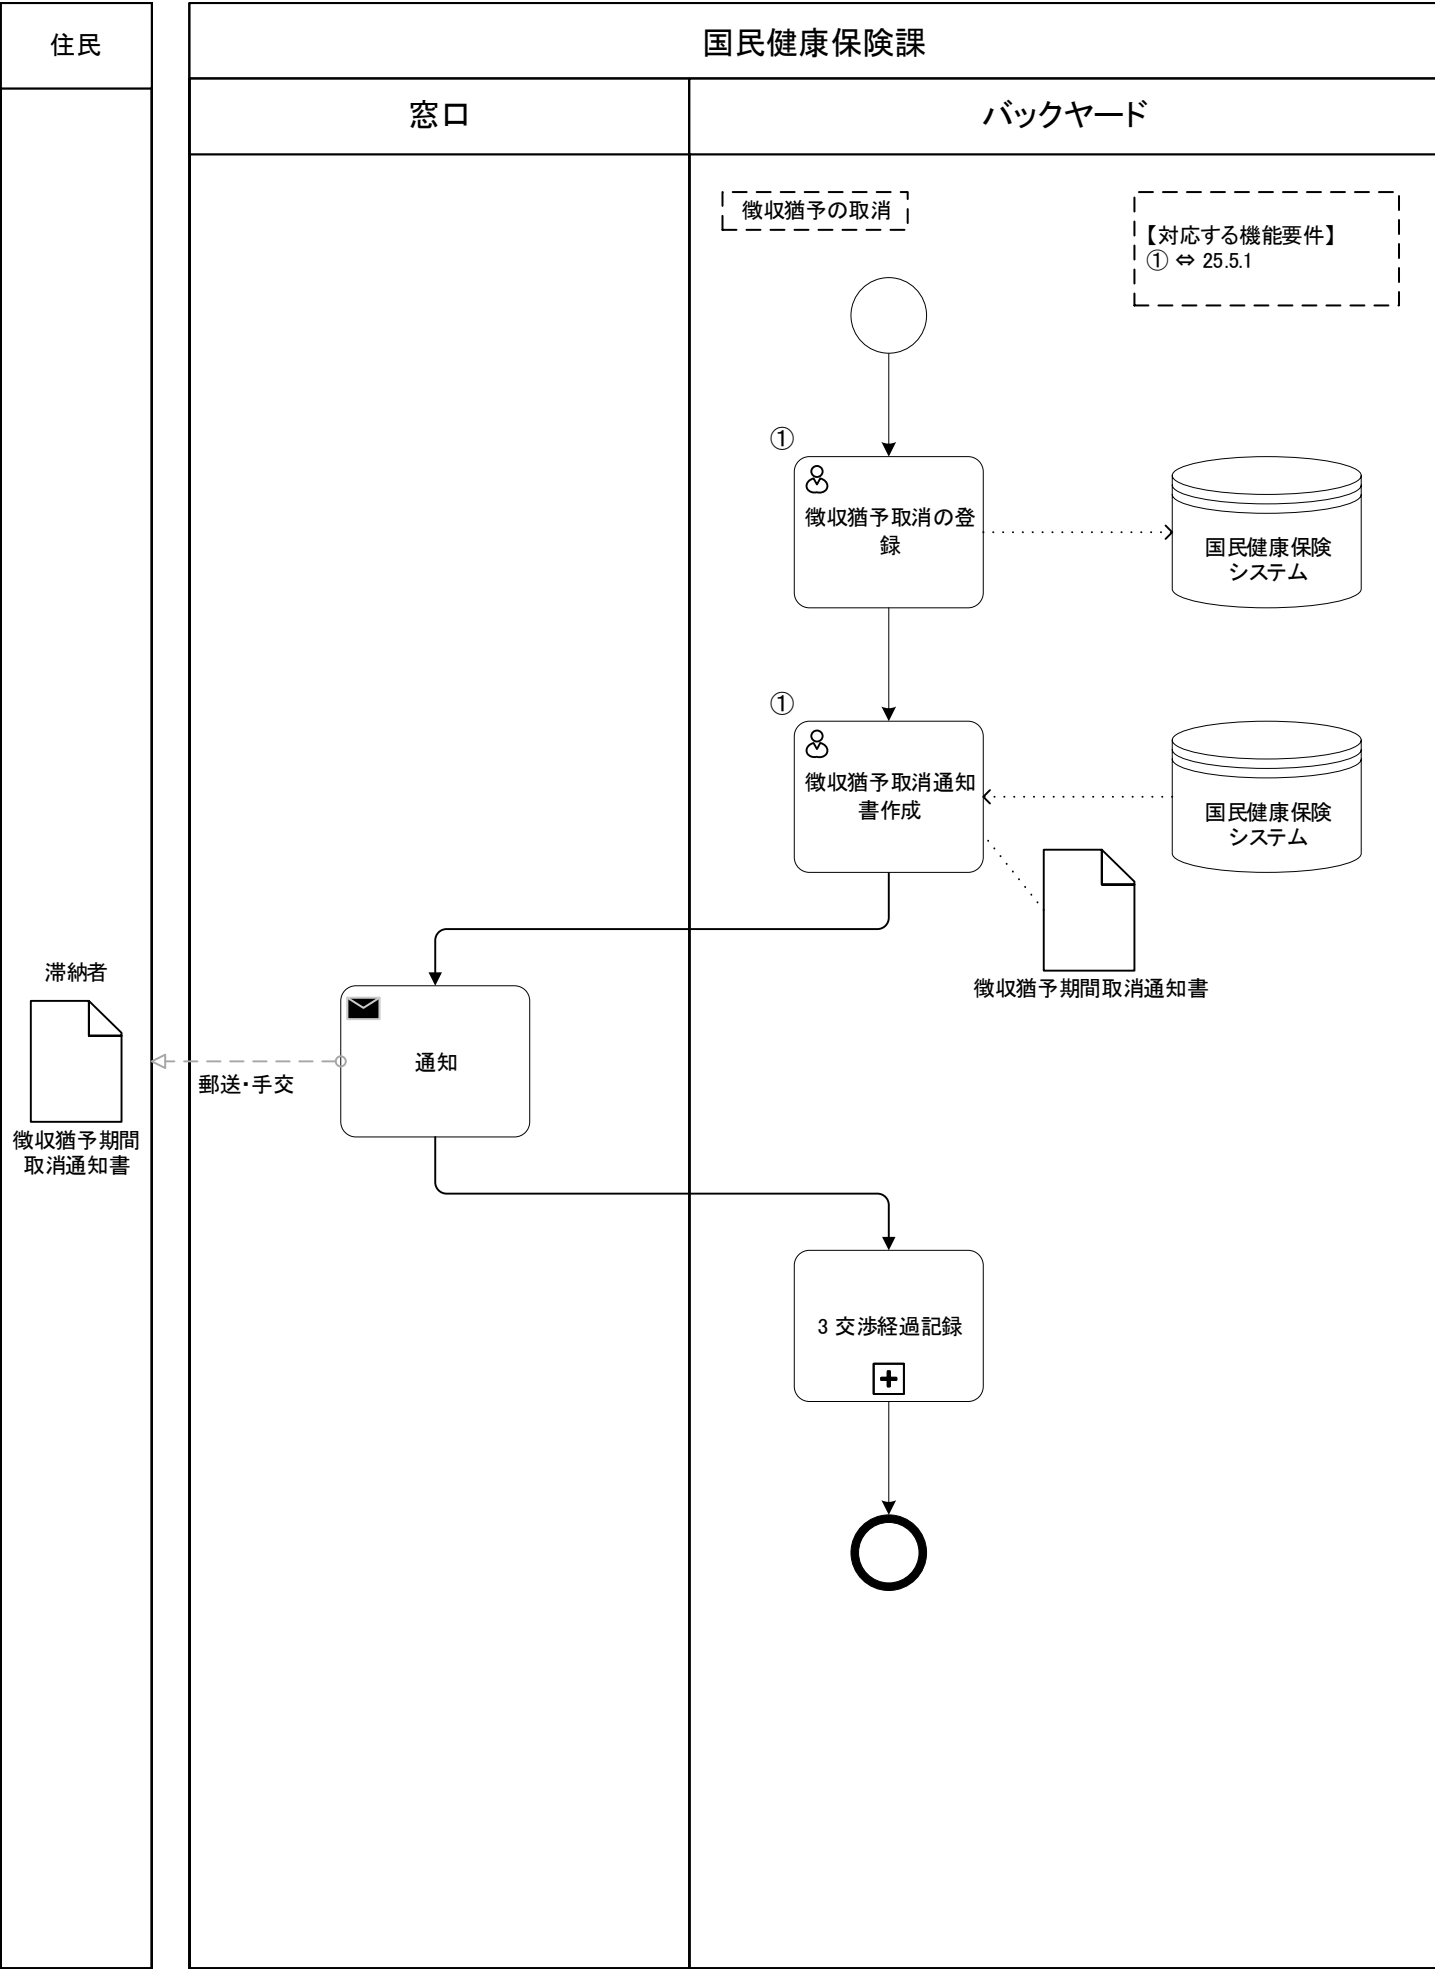 住民
国民健康保険課
窓口
バックヤード
徴収猶予の取消
【対応する機能要件】
① ⇔ 25.5.1
①
徴収猶予取消の登
録
国民健康保険
システム
①
徴収猶予取消通知
書作成
国民健康保険
システム
徴収猶予期間取消通知書
滞納者
徴収猶予期間
取消通知書
郵送・手交
通知
3 交渉経過記録